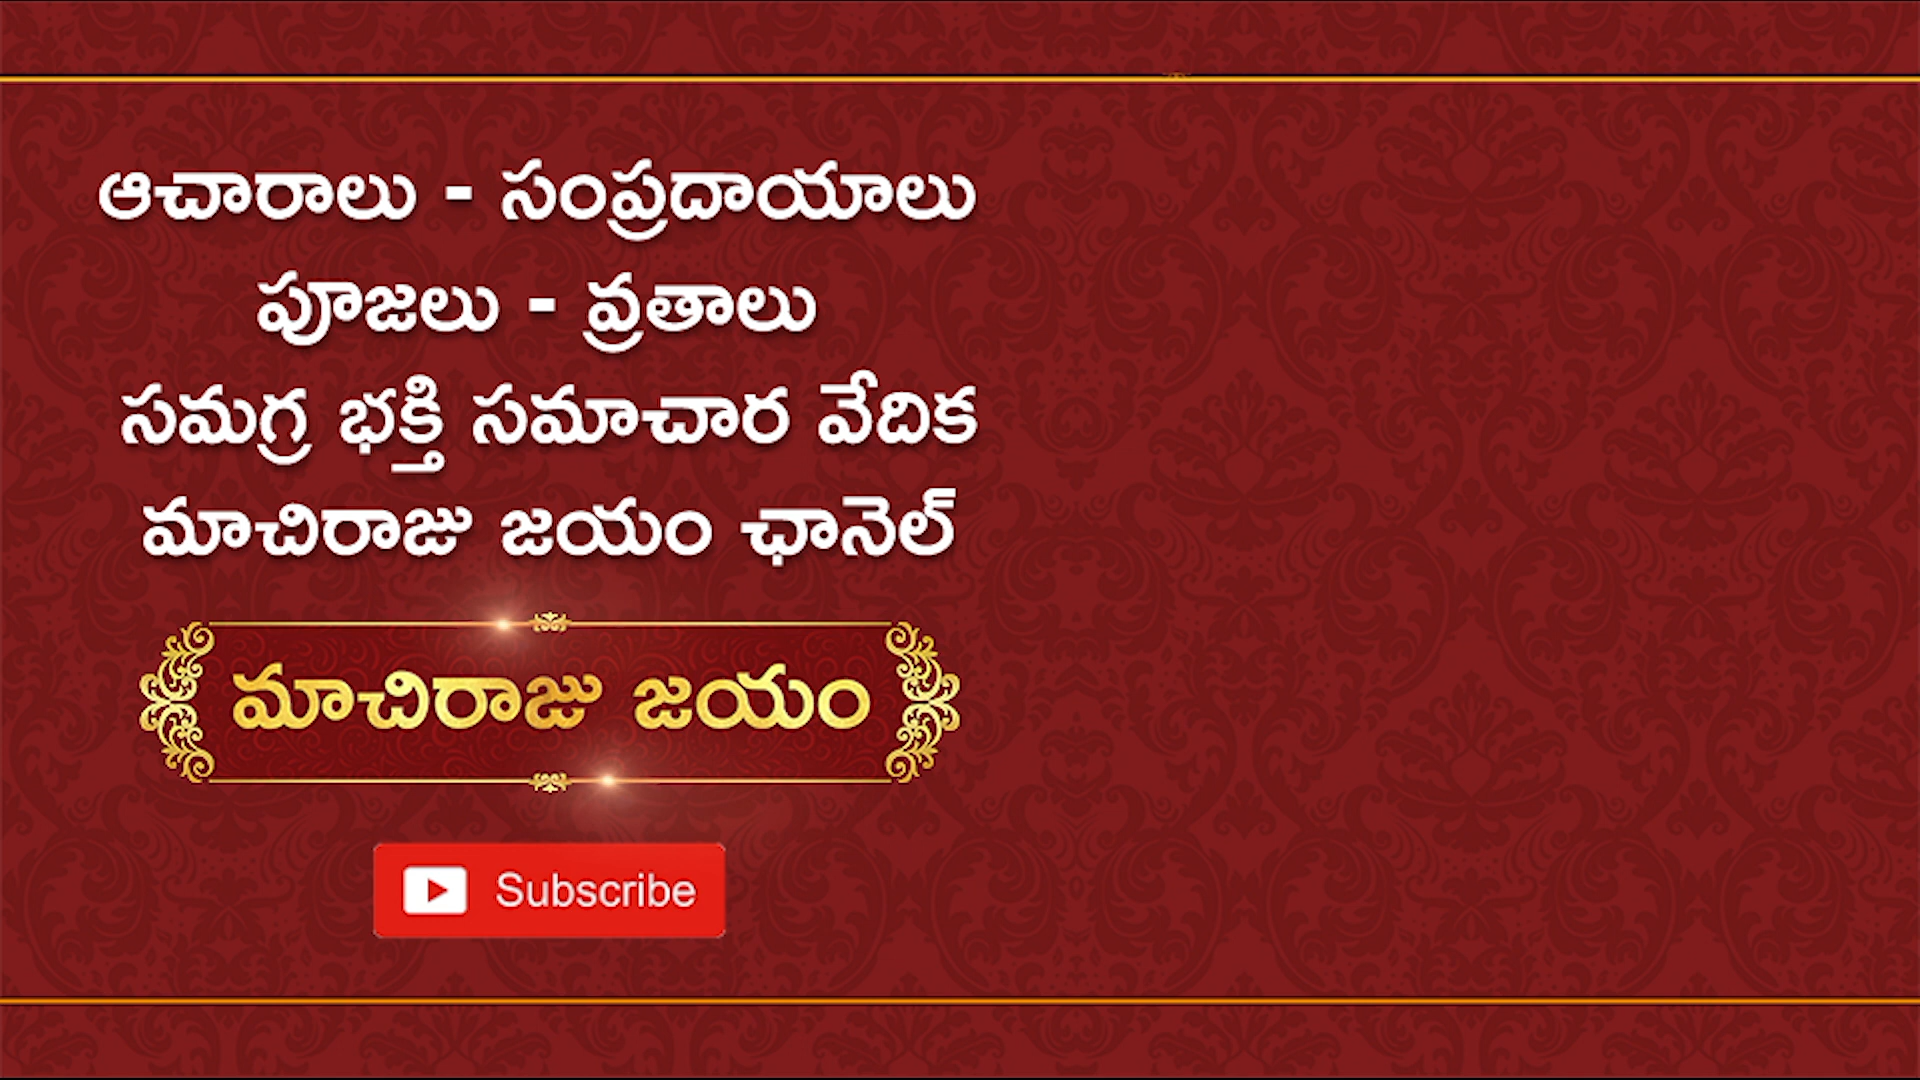 ఆచారాలు - సంప్రదాయాలు
పూజలు - వ్రతాలు
సమగ్ర భక్తి సమాచార వేదిక
మాచిరాజు జయం ఛానెల్
మాచిరాజు జయం
Subscribe